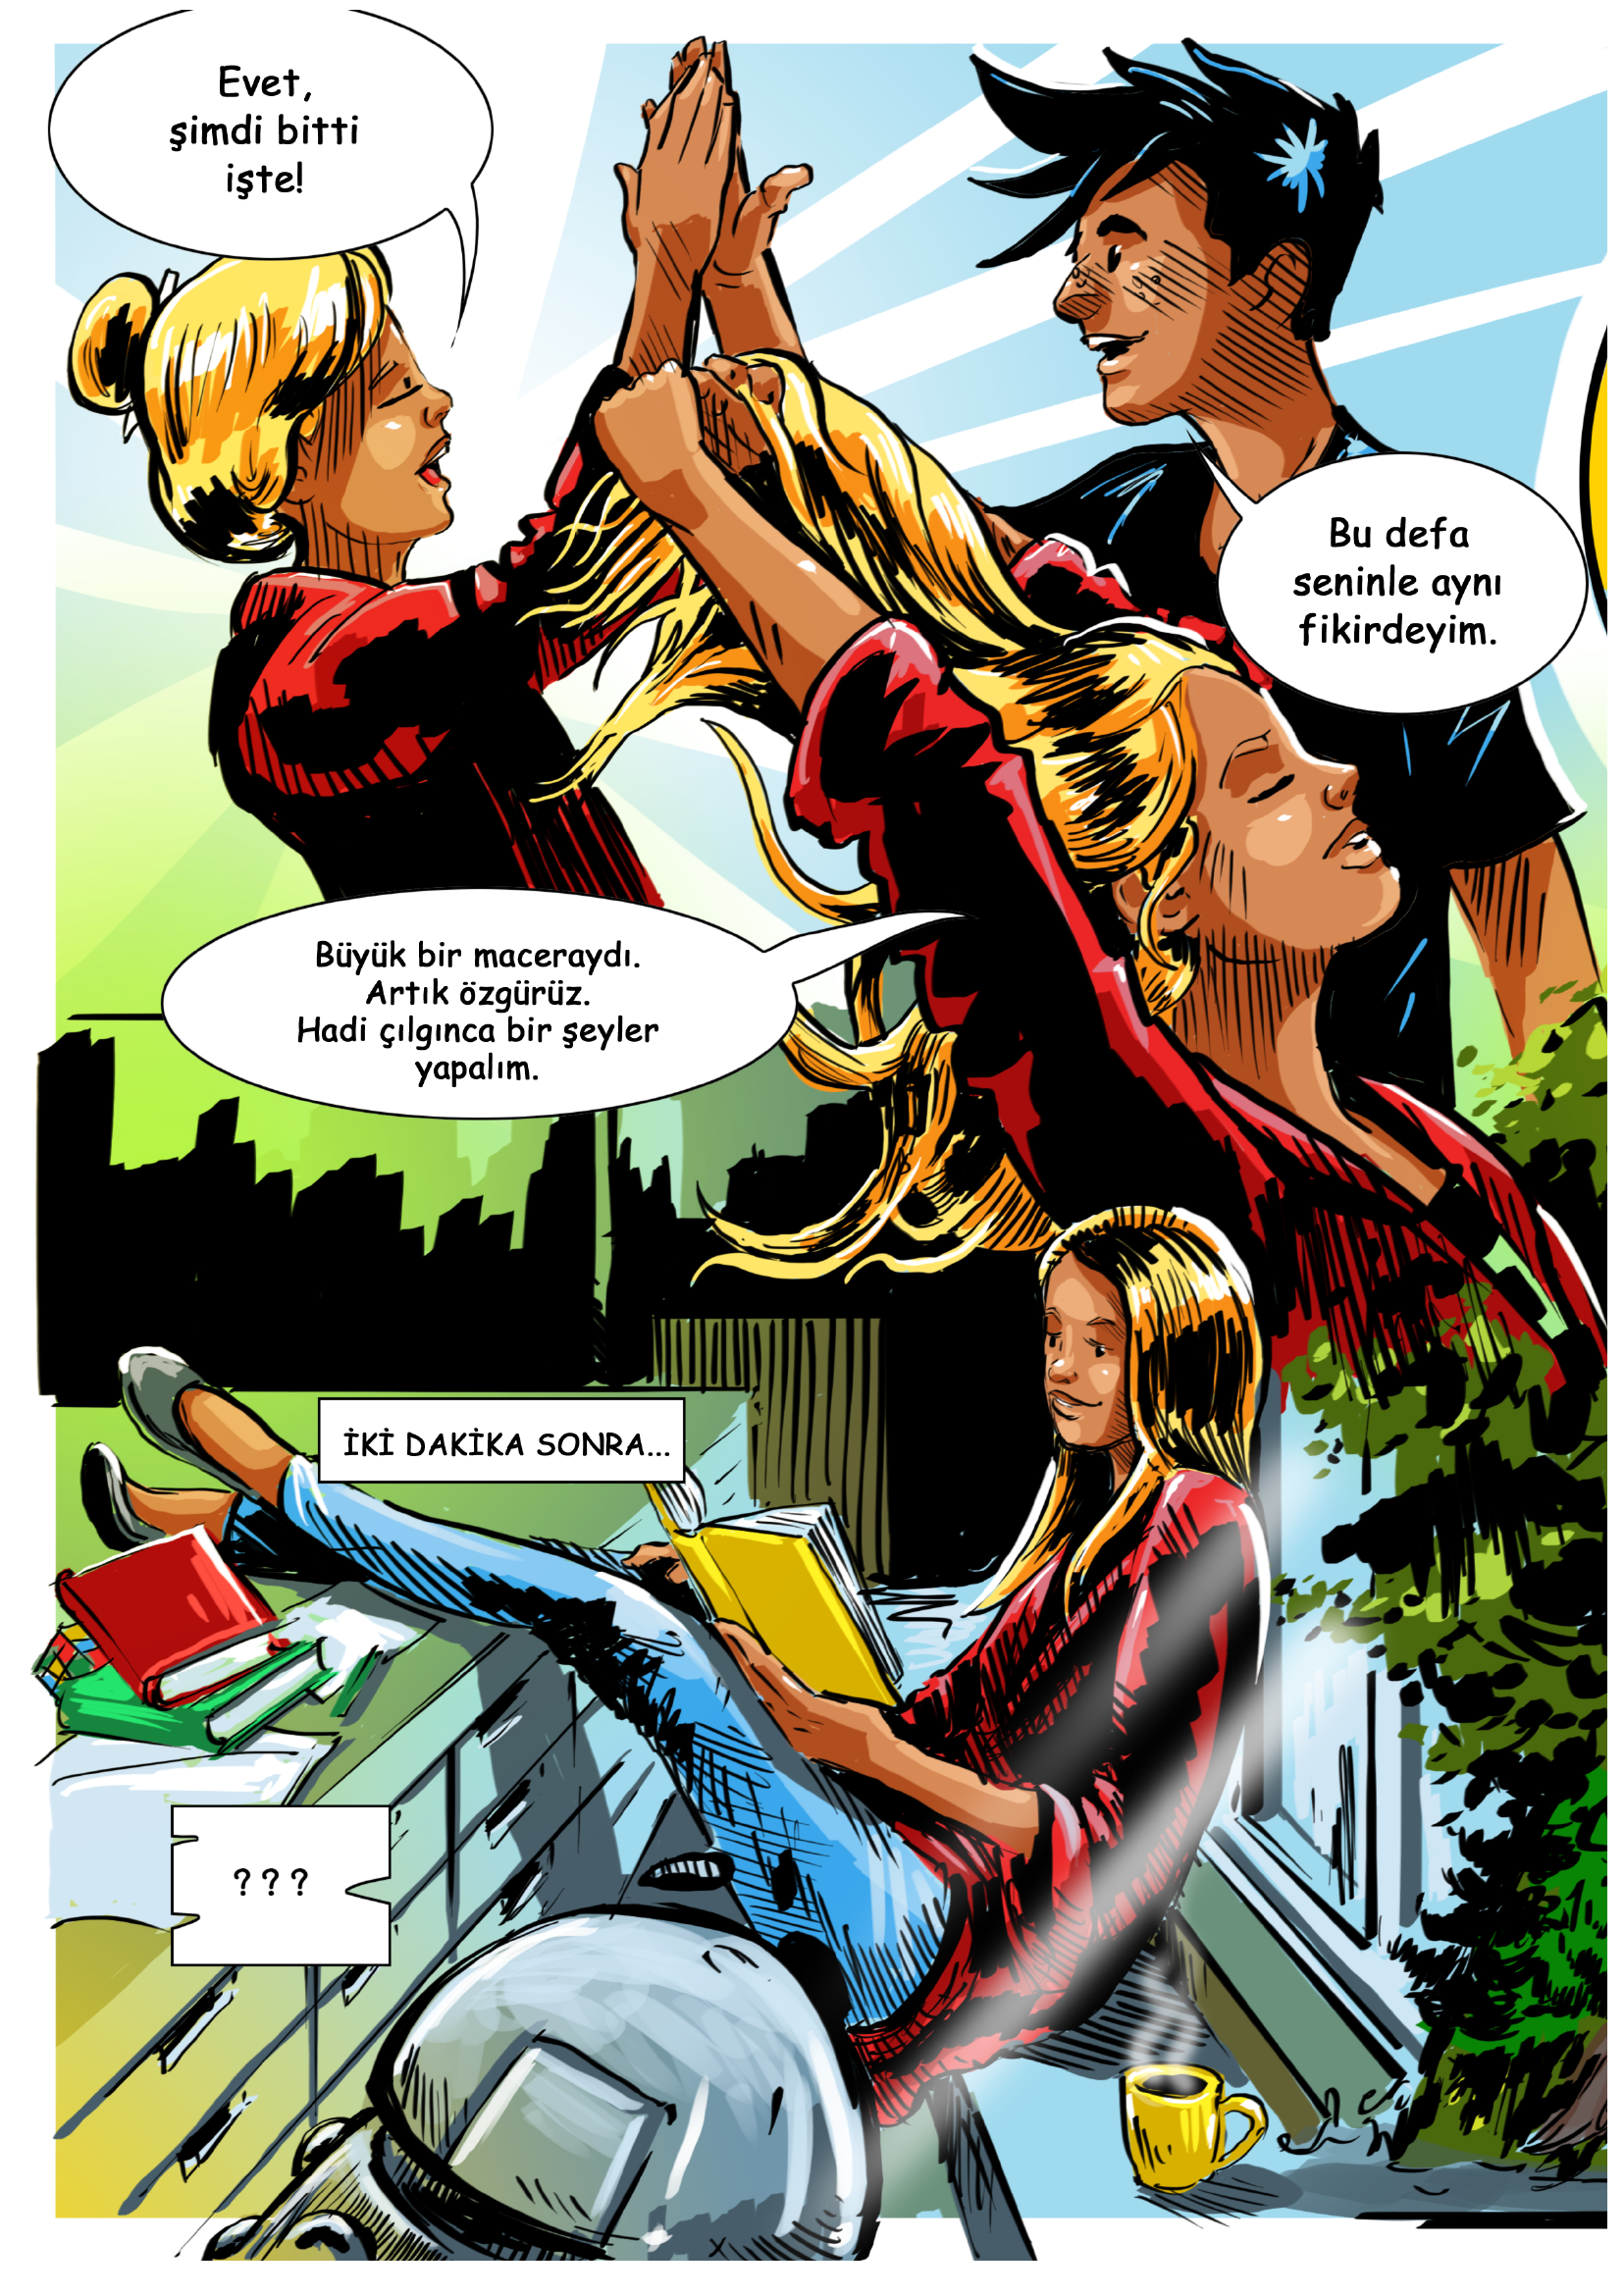 Evet,
şimdi bitti
işte!
Bu defa
seninle aynı
fikirdeyim.
Büyük bir maceraydı.
Artık özgürüz.
Hadi çılgınca bir şeyler
yapalım.
İKİ DAKİKA SONRA...
???